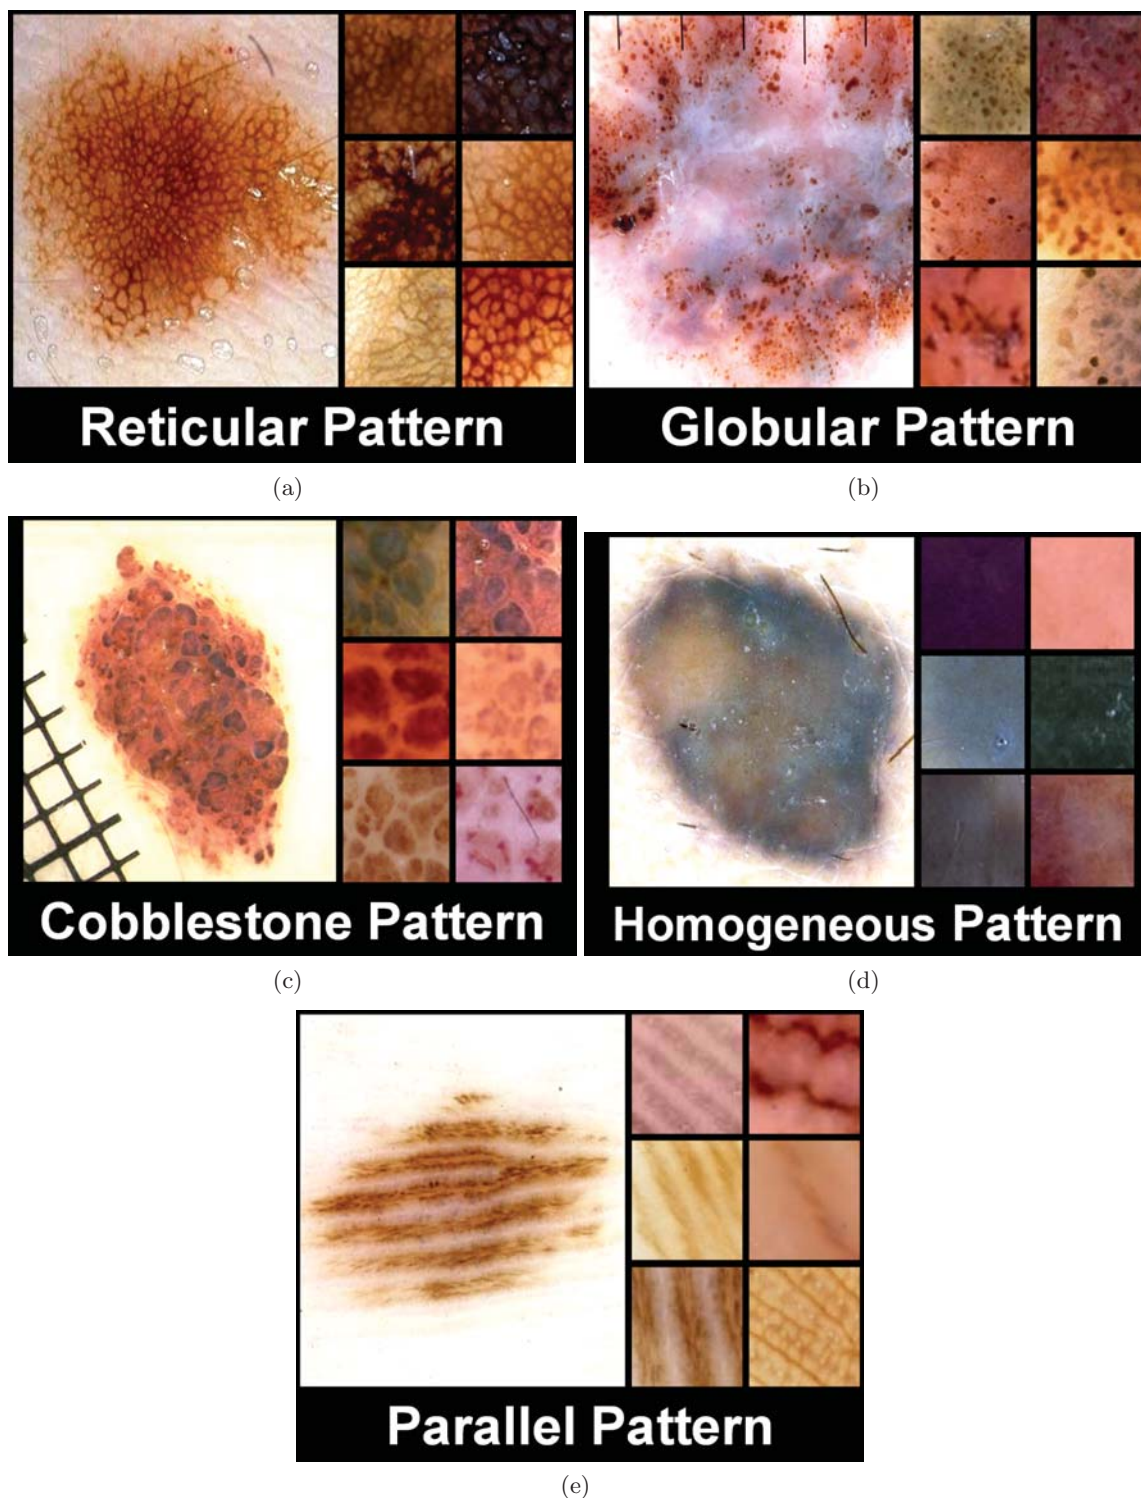 Reticular Pattern
(a)
Globular Pattern
(b)
Cobblestone Pattern
(c)
Homogeneous Pattern
(d)
Parallel Pattern
(e)